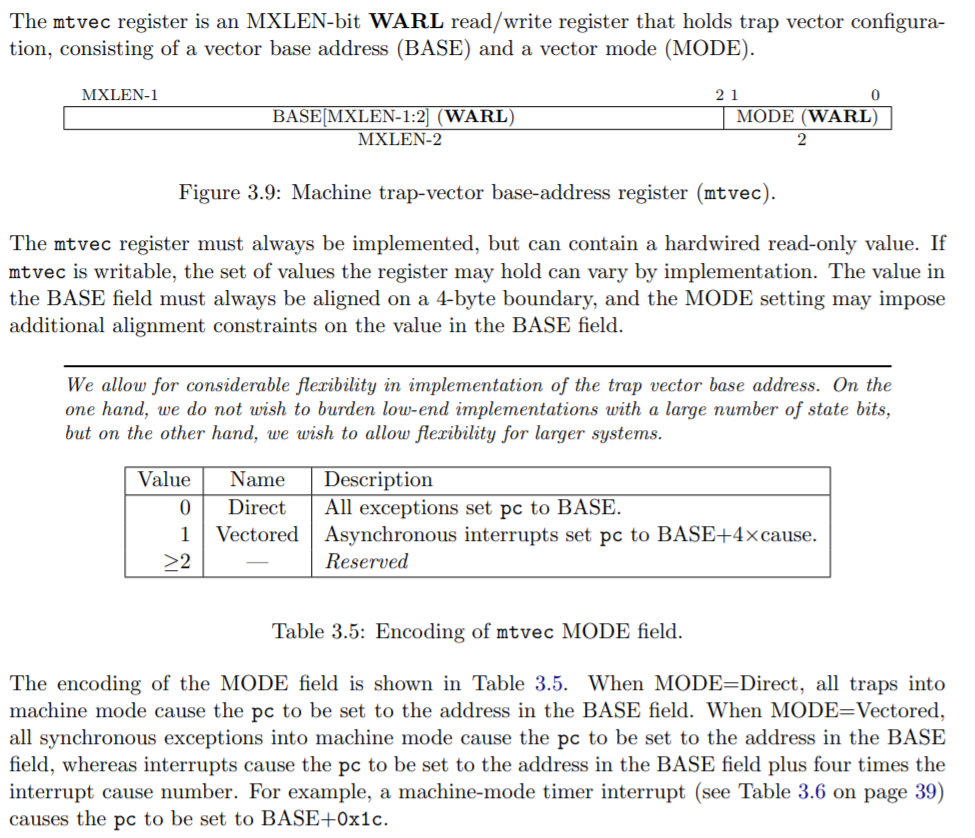 The mtvec register is an MXLEN-bit WARL read/write register that holds trap vector configura-
tion, consisting of a vector base address (BASE) and a vector mode (MODE).
MXLEN-1 2 1 0
BASE[MXLEN-1:2] (WARL) MODE (WARL)
MXLEN-2 2
Figure 3.9: Machine trap-vector base-address register (mtvec).
The mtvec register must always be implemented, but can contain a hardwired read-only value. If
mtvec is writable, the set of values the register may hold can vary by implementation. The value in
the BASE field must always be aligned on a 4-byte boundary, and the MODE setting may impose
additional alignment constraints on the value in the BASE field.
We allow for considerable flexibility in implementation of the trap vector base address. On the
one hand, we do not wish to burden low-end implementations with a large number of state bits,
but on the other hand, we wish to allow flexibility for larger systems.
Value Name Description
0 Direct All exceptions set pc to BASE.
1 Vectored Asynchronous interrupts set pc to BASE+4×cause.
≥2 — Reserved
Table 3.5: Encoding of mtvec MODE field.
The encoding of the MODE field is shown in Table 3.5. When MODE=Direct, all traps into
machine mode cause the pc to be set to the address in the BASE field. When MODE=Vectored,
all synchronous exceptions into machine mode cause the pc to be set to the address in the BASE
field, whereas interrupts cause the pc to be set to the address in the BASE field plus four times the
interrupt cause number. For example, a machine-mode timer interrupt (see Table 3.6 on page 39)
causes the pc to be set to BASE+0x1c.